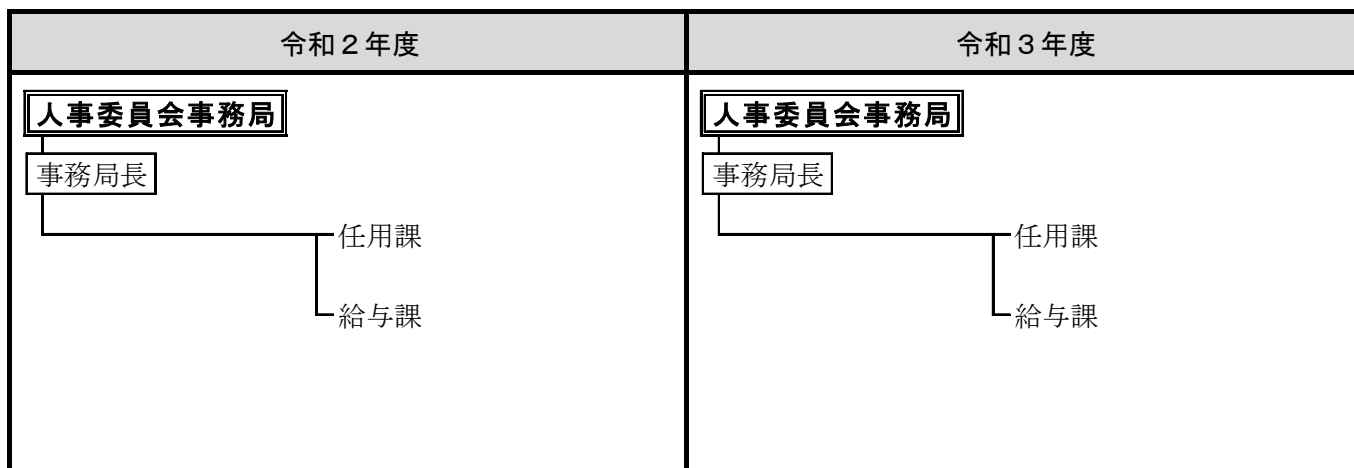 令和２年度
令和３年度
人事委員会事務局
事務局長
任用課
給与課
人事委員会事務局
事務局長
任用課
給与課